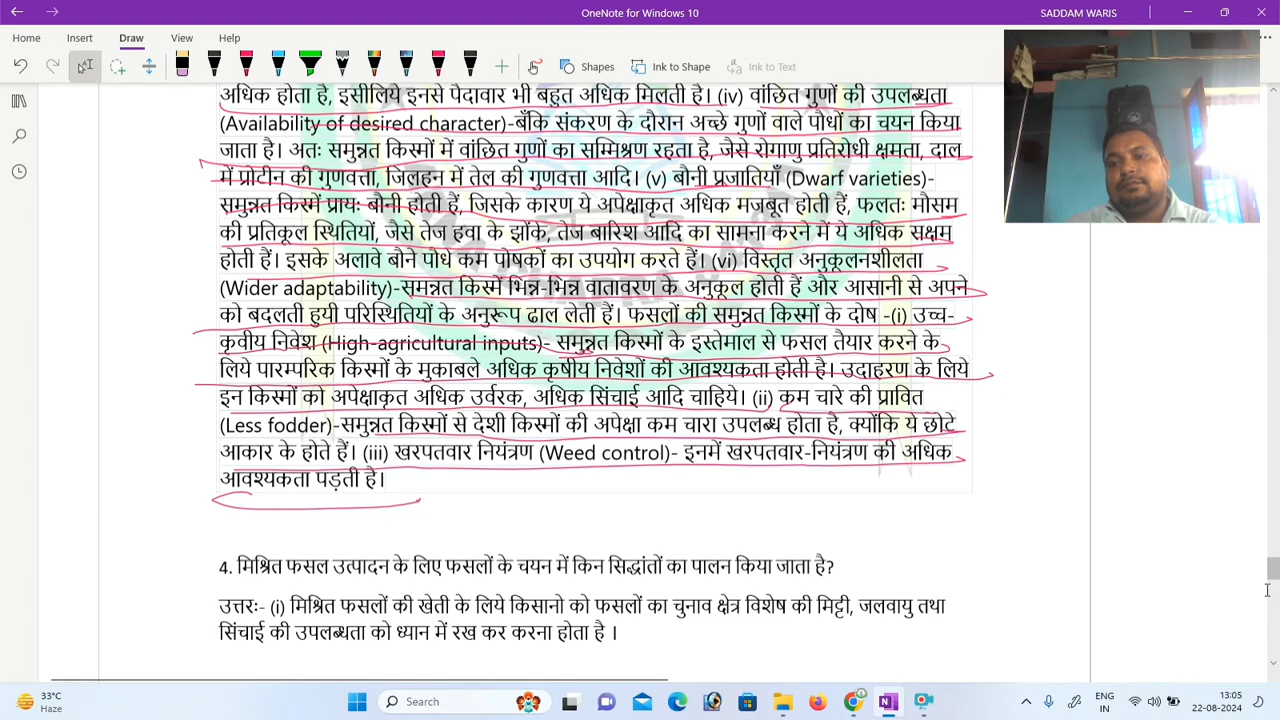 OneNote for Windows 10
SADDAM WARIS
Home Insert Draw View Help
Shapes Ink to Shape Ink to Text
अधिक होता है, इसीलिये इनसे पेदावार भी बहुत अधिक मिलती है। (iv) वांछित गुणों की उपलब्धता
(Availability of desired character)-बँकि संकरण के दौरान अच्छे गुणों वाले पौधों का चयन किया
जाता है। अतः समुन्नत किस्मों में वांछित गुणों का सम्मिश्रण रहता है, जैसे रोगाणु प्रतिरोधी क्षमता, दाल
में प्रोटीन की गुणवत्ता, जिलहन में तेल की गुणवत्ता आदि। (v) बौनी प्रजातियाँ (Dwarf varieties)-
समुन्नत किस्में पायः बौनी होती हैं, जिसके कारण ये अपेक्षाकृत अधिक मजबूत होती हैं, फलतः मौसम
की प्रतिकूल स्थितियों, जैसे तेज हवा के झोंके, तेज बारिश आदि का सामना करने में ये अधिक सक्षम
होती हैं। इसके अलावे बौने पौधे कम पोषकों का उपयोग करते हैं। (vi) विस्तृत अनुकूलनशीलता
(Wider adaptability)-समन्नत किस्में भिन्न-भिन्न वातावरण के अनुकूल होती हैं और आसानी से अपने
को बदलती हुयी परिस्थितियों के अनुरूप ढाल लेती हैं। फसलों की समुन्नत किस्मों के दोष -(i) उच्च-
कृवीय निवेश (High-agricultural inputs)- समुन्नत किस्मों के इस्तेमाल से फसल तैयार करने के
लिये पारम्परिक किस्मों के मुकाबले अधिक कृषीय निवेशों की आवश्यकता होती है। उदाहरण के लिये
इन किस्मों को अपेक्षाकृत अधिक उर्वरक, अधिक सिंचाई आदि चाहिये। (ii) कम चारे की प्रावित
(Less fodder)-समुन्नत किस्मों से देशी किस्मों की अपेक्षा कम चारा उपलब्ध होता है, क्योंकि ये छोटे
आकार के होते हैं। (iii) खरपतवार नियंत्रण (Weed control)- इनमें खरपतवार-नियंत्रण की अधिक
आवश्यकता पड़ती है।
4. मिश्रित फसल उत्पादन के लिए फसलों के चयन में किन सिद्धांतों का पालन किया जाता है?
उत्तरः- (i) मिश्रित फसलों की खेती के लिये किसानो को फसलों का चुनाव क्षेत्र विशेष की मिट्टी, जलवायु तथा
सिंचाई की उपलब्धता को ध्यान में रख कर करना होता है ।
33°C
Haze
Search
ENG
IN
13:05
22-08-2024